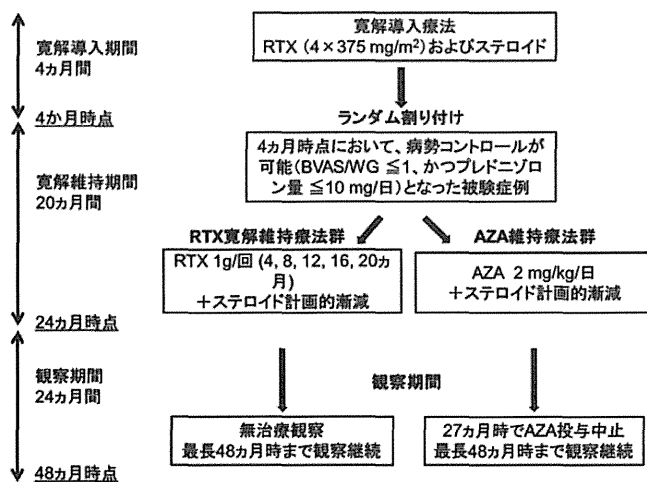 寛解導入期間
4ヵ月間
4か月時点
寛解導入療法
RTX (4×375 mg/m²)およびステロイド
ランダム割り付け
4ヵ月時点において、病勢コントロールが
可能(BVAS/WG ≦1、かつプレドニゾロ
ン量 ≦10 mg/日)となった被験症例
寛解維持期間
20ヵ月間
24ヵ月時点
RTX寛解維持療法群
RTX 1g/回 (4, 8, 12, 16, 20ヵ
月)
+ステロイド計画的漸減
AZA維持療法群
AZA 2 mg/kg/日
+ステロイド計画的漸減
観察期間
24ヵ月間
48ヵ月時点
観察期間
無治療観察
最長48ヵ月時まで観察継続
27ヵ月時でAZA投与中止
最長48ヵ月時まで観察継続